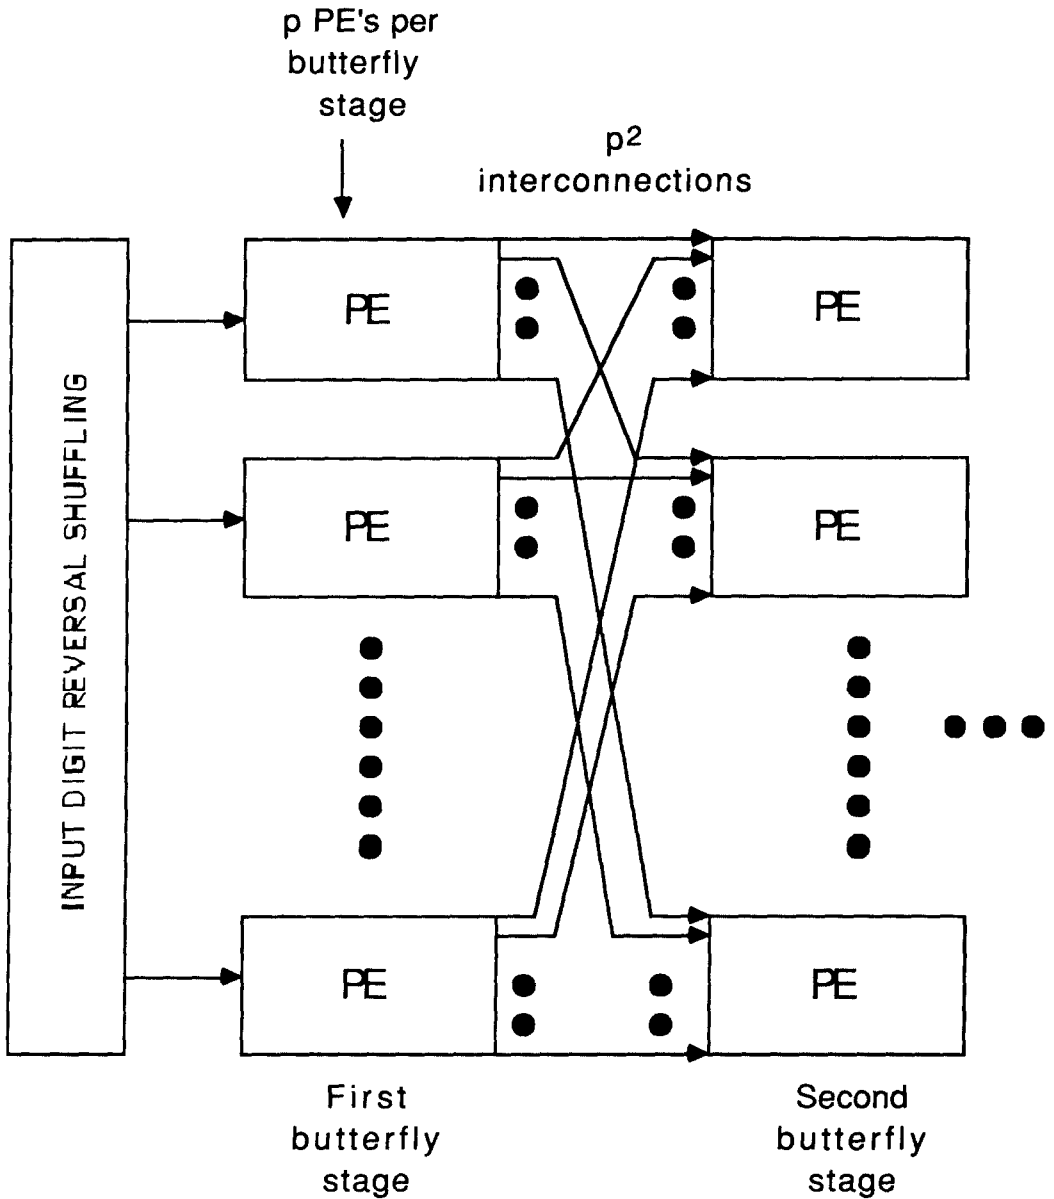 p PE's per
butterfly
stage
p2
interconnections
PE
PE
INPUT DIGIT REVERSAL SHUFFLING
PE
PE
PE
PE
First
butterfly
stage
Second
butterfly
stage